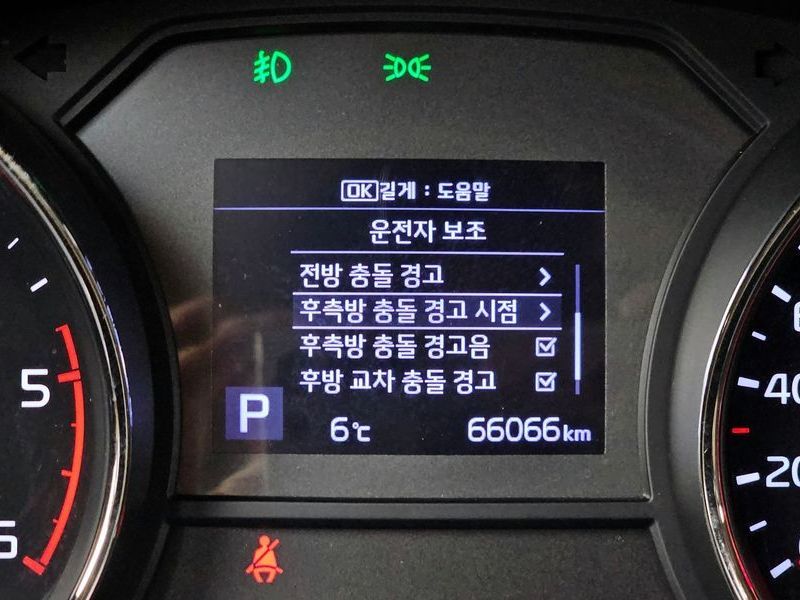 OK길게 : 도움말
운전자 보조
전방 충돌 경고
후측방 충돌 경고 시점
후측방 충돌 경고음
후방 교차 충돌 경고
P
6℃
66066km
5
6
40
20